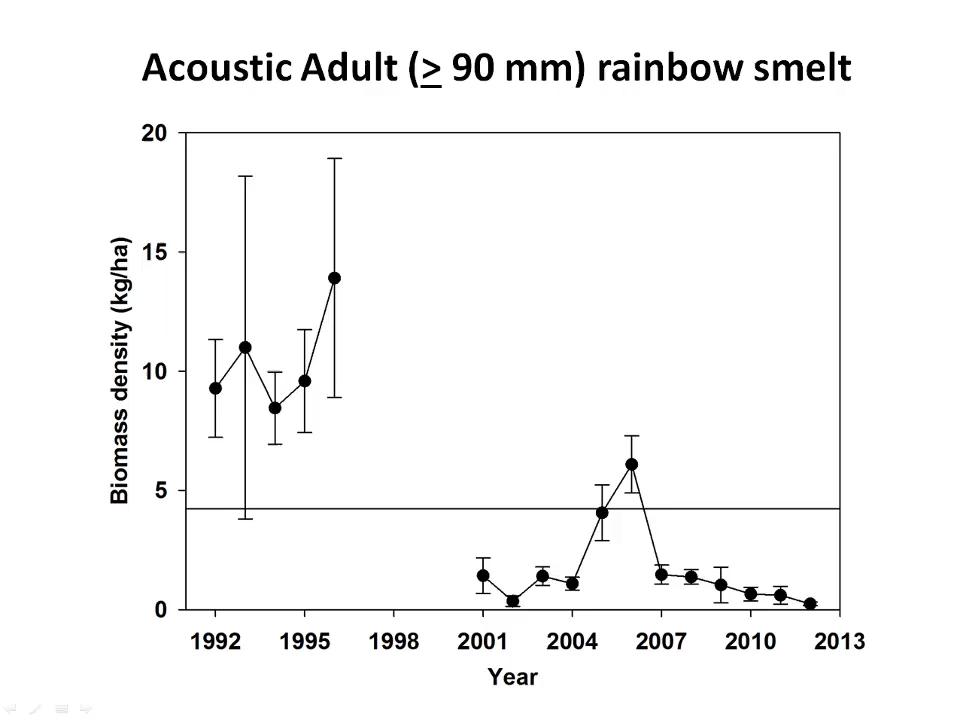 Acoustic Adult (≥ 90 mm) rainbow smelt
20
15
10
5
0
Biomass density (kg/ha)
1992 1995 1998 2001 2004 2007 2010 2013
Year